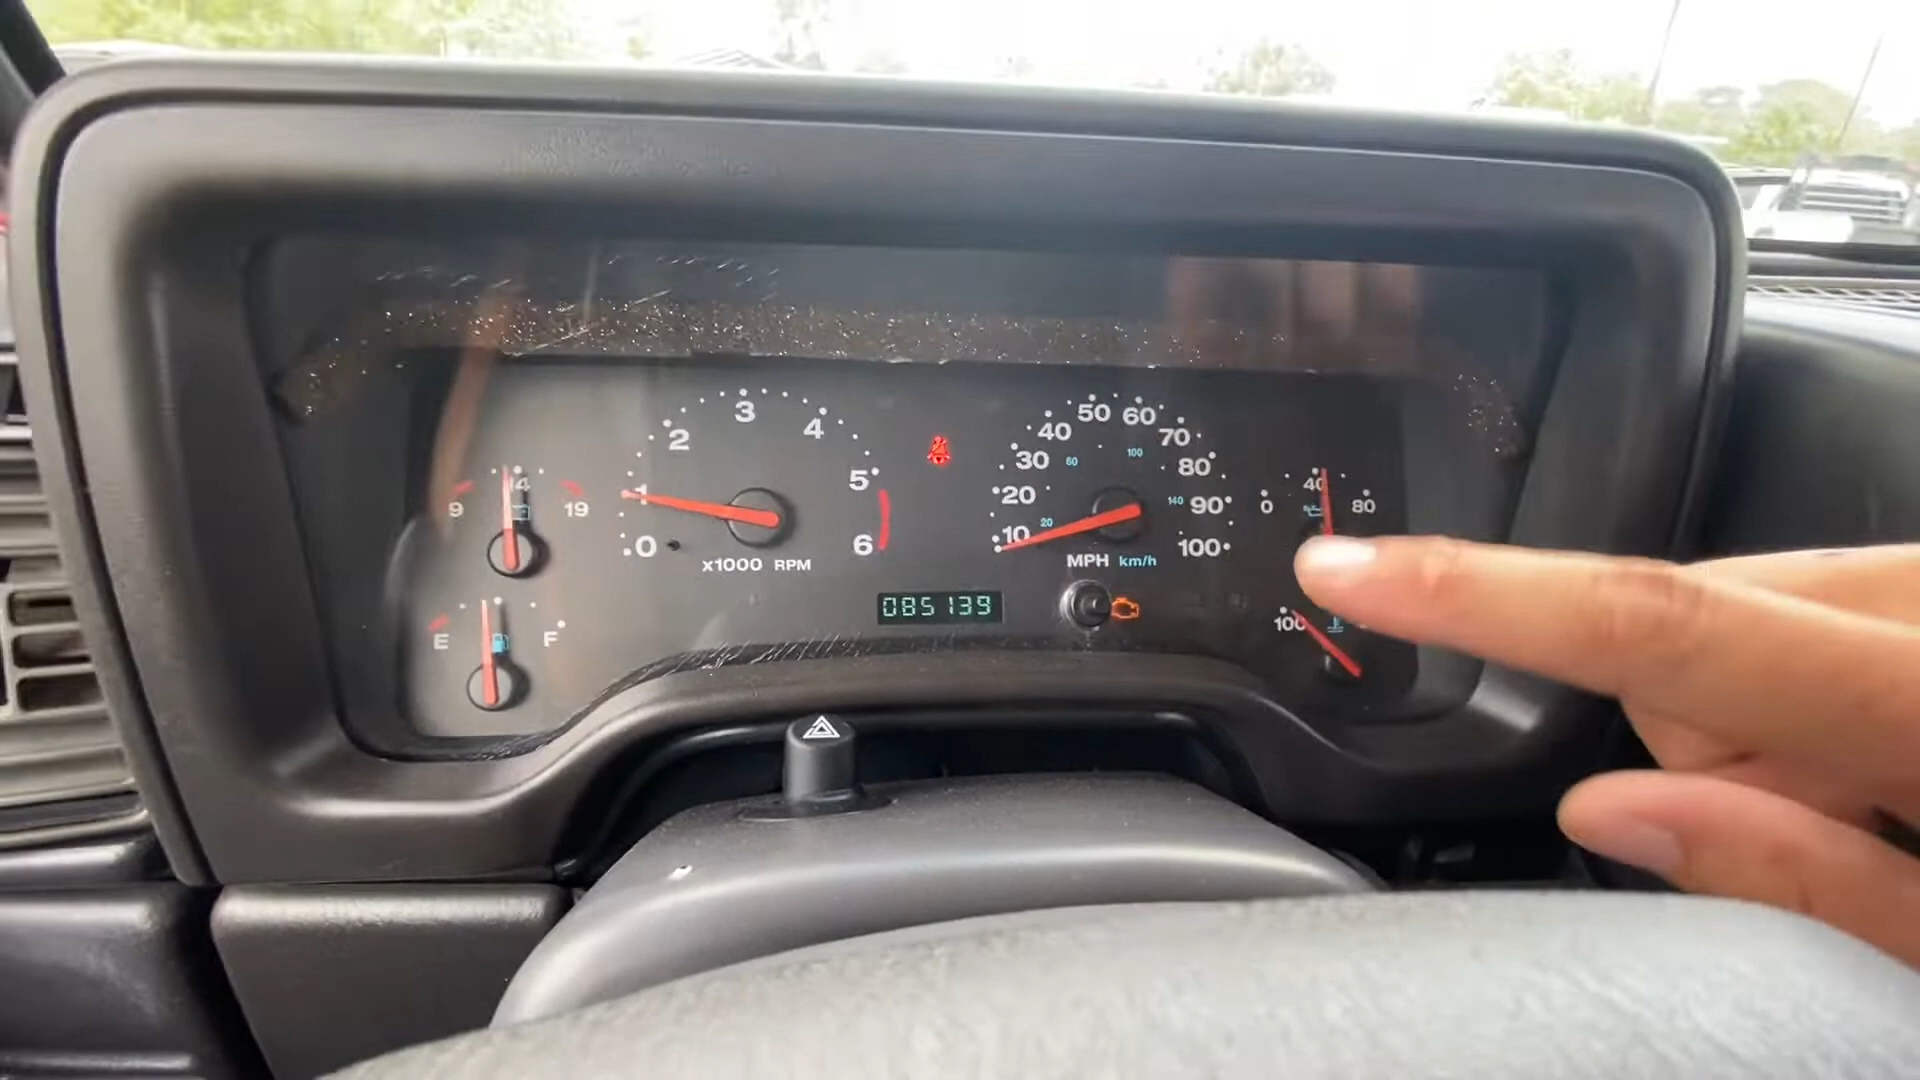 9 14 19
E F
0 1 2 3 4 5 6
x1000 RPM
085139
10 20 30 40 50 60 70 80 90 100
20 60 100 140
MPH km/h
0 40 80
100